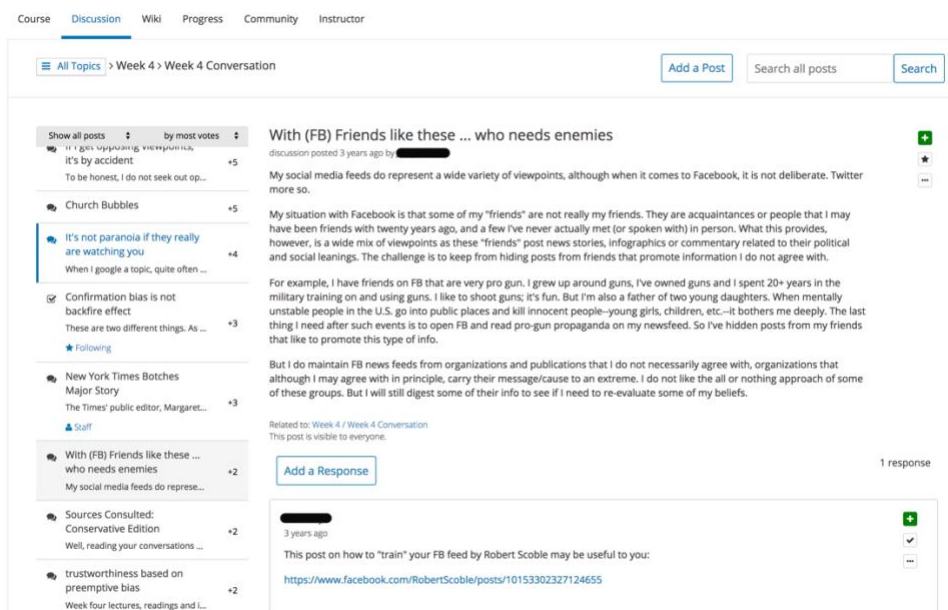 Course Discussion Wiki Progress Community Instructor
All Topics > Week 4 > Week 4 Conversation
Add a Post
Search all posts
Search
Show all posts
by most votes
If I get opposing viewpoints,
it's by accident
+5
To be honest, I do not seek out op...
Church Bubbles
+5
It's not paranoia if they really
are watching you
+4
When I google a topic, quite often ...
Confirmation bias is not
backfire effect
+3
These are two different things. As ...
Following
New York Times Botches
Major Story
+3
The Times' public editor, Margaret...
Staff
With (FB) Friends like these ...
who needs enemies
+2
My social media feeds do represe...
Sources Consulted:
Conservative Edition
+2
Well, reading your conversations ...
trustworthiness based on
preemptive bias
+2
Week four lectures, readings and i...
With (FB) Friends like these ... who needs enemies
discussion posted 3 years ago by
My social media feeds do represent a wide variety of viewpoints, although when it comes to Facebook, it is not deliberate. Twitter
more so.
My situation with Facebook is that some of my "friends" are not really my friends. They are acquaintances or people that I may
have been friends with twenty years ago, and a few I've never actually met (or spoken with) in person. What this provides,
however, is a wide mix of viewpoints as these "friends" post news stories, infographics or commentary related to their political
and social leanings. The challenge is to keep from hiding posts from friends that promote information I do not agree with.
For example, I have friends on FB that are very pro gun. I grew up around guns, I've owned guns and I spent 20+ years in the
military training on and using guns. I like to shoot guns; it's fun. But I'm also a father of two young daughters. When mentally
unstable people in the U.S. go into public places and kill innocent people--young girls, children, etc.--it bothers me deeply. The last
thing I need after such events is to open FB and read pro-gun propaganda on my newsfeed. So I've hidden posts from my friends
that like to promote this type of info.
But I do maintain FB news feeds from organizations and publications that I do not necessarily agree with, organizations that
although I may agree with in principle, carry their message/cause to an extreme. I do not like the all or nothing approach of some
of these groups. But I will still digest some of their info to see if I need to re-evaluate some of my beliefs.
Related to: Week 4 / Week 4 Conversation
This post is visible to everyone.
Add a Response
1 response
3 years ago
This post on how to "train" your FB feed by Robert Scoble may be useful to you:
https://www.facebook.com/RobertScoble/posts/10153302327124655